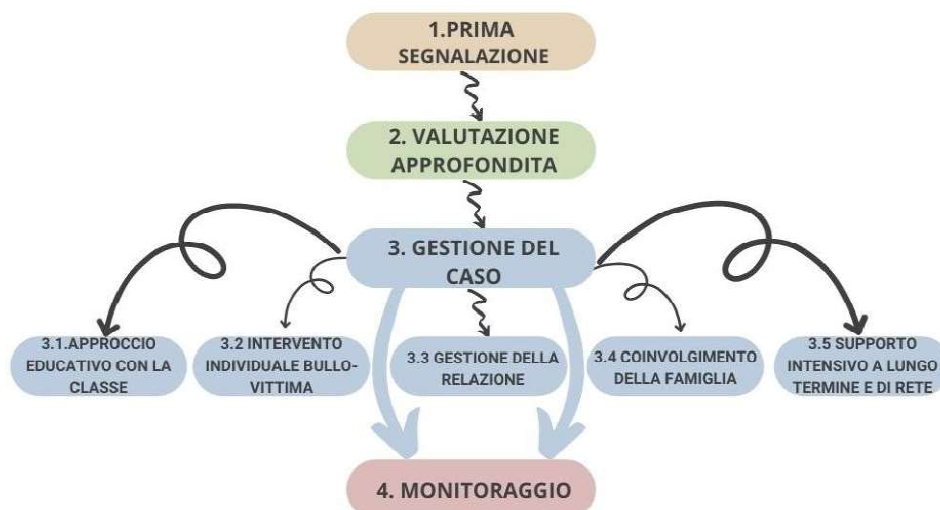 1.PRIMA
SEGNALAZIONE
2. VALUTAZIONE
APPROFONDITA
3. GESTIONE DEL
CASO
3.1.APPROCCIO
EDUCATIVO CON LA
CLASSE
3.2 INTERVENTO
INDIVIDUALE BULLO-
VITTIMA
3.3 GESTIONE DELLA
RELAZIONE
3.4 COINVOLGIMENTO
DELLA FAMIGLIA
3.5 SUPPORTO
INTENSIVO A LUNGO
TERMINE E DI RETE
4. MONITORAGGIO